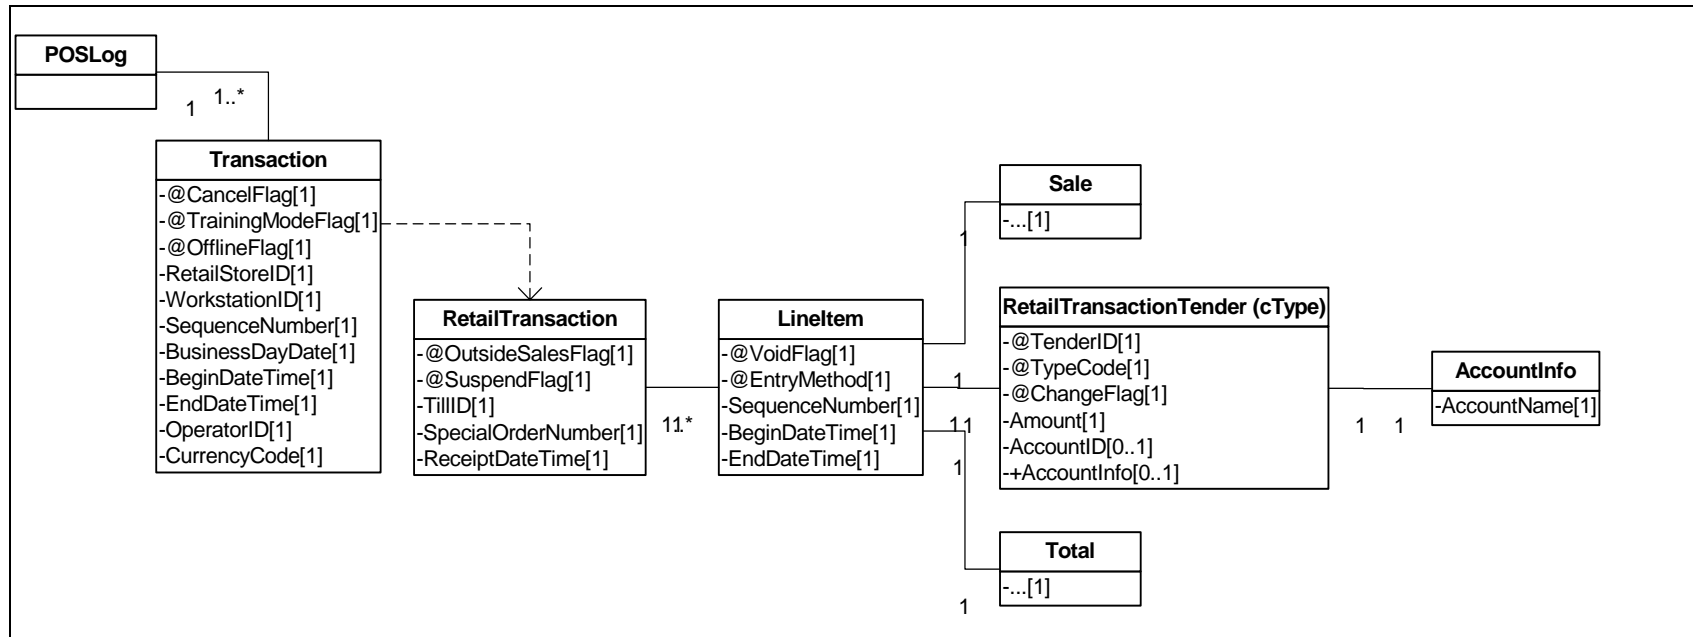 POSLog
1
1..*
Transaction
-@CancelFlag[1]
-@TrainingModeFlag[1]
-@OfflineFlag[1]
-RetailStoreID[1]
-WorkstationID[1]
-SequenceNumber[1]
-BusinessDayDate[1]
-BeginDateTime[1]
-EndDateTime[1]
-OperatorID[1]
-CurrencyCode[1]
RetailTransaction
-@OutsideSalesFlag[1]
-@SuspendFlag[1]
-TillID[1]
-SpecialOrderNumber[1]
-ReceiptDateTime[1]
1
1..*
LineItem
-@VoidFlag[1]
-@EntryMethod[1]
-SequenceNumber[1]
-BeginDateTime[1]
-EndDateTime[1]
1
1
1
1
1
1
Sale
-...[1]
RetailTransactionTender (cType)
-@TenderID[1]
-@TypeCode[1]
-@ChangeFlag[1]
-Amount[1]
-AccountID[0..1]
-+AccountInfo[0..1]
Total
-...[1]
1
1
AccountInfo
-AccountName[1]